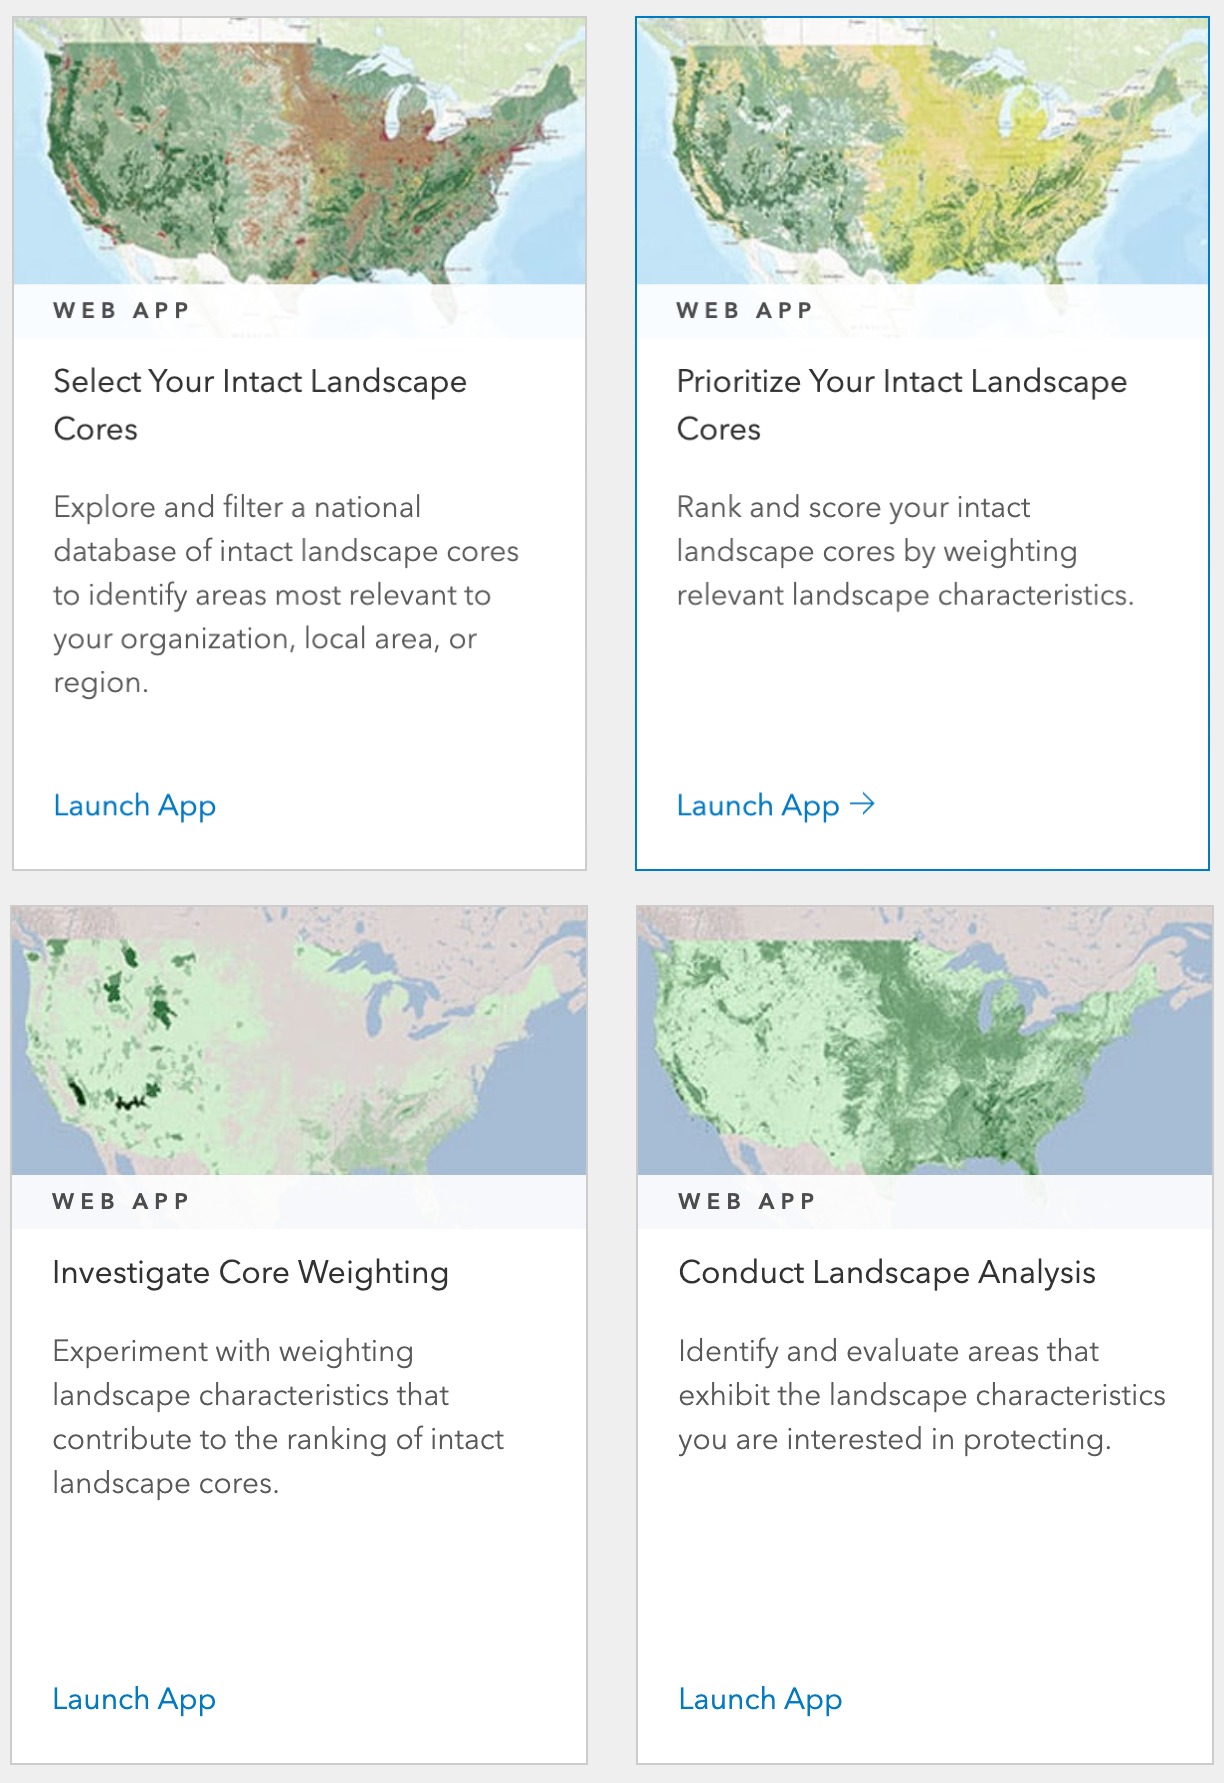 WEB APP
Select Your Intact Landscape
Cores
Explore and filter a national
database of intact landscape cores
to identify areas most relevant to
your organization, local area, or
region.
Launch App
WEB APP
Prioritize Your Intact Landscape
Cores
Rank and score your intact
landscape cores by weighting
relevant landscape characteristics.
Launch App →
WEB APP
Investigate Core Weighting
Experiment with weighting
landscape characteristics that
contribute to the ranking of intact
landscape cores.
Launch App
WEB APP
Conduct Landscape Analysis
Identify and evaluate areas that
exhibit the landscape characteristics
you are interested in protecting.
Launch App